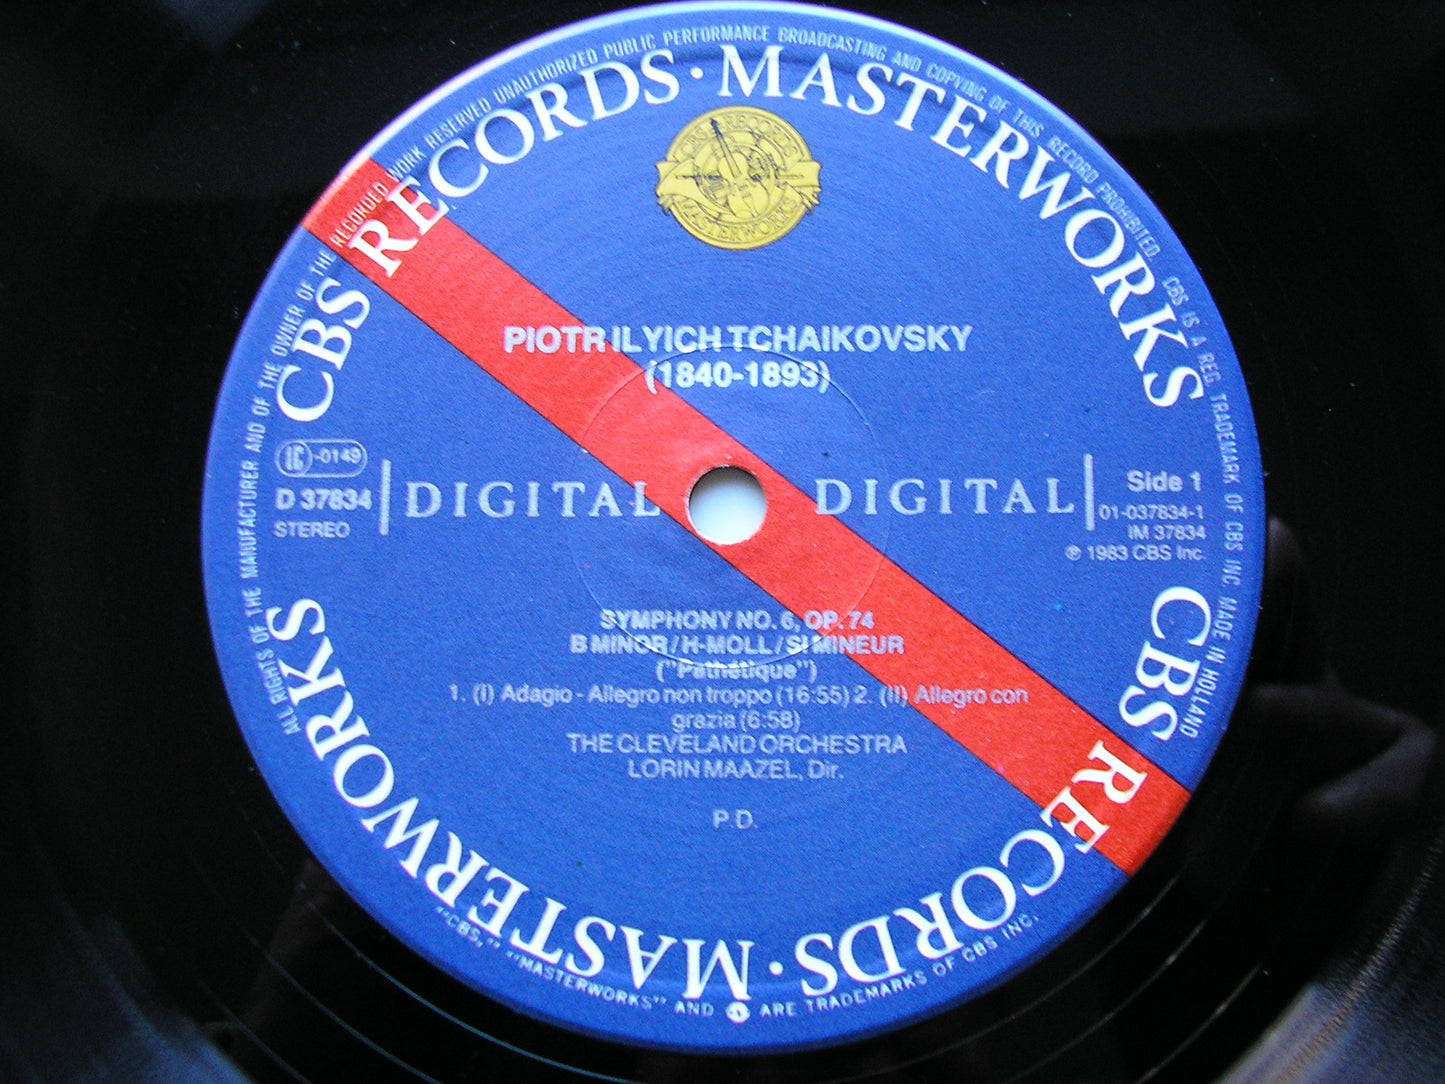 ALL RIGHTS OF THE MANUFACTURER AND OF THE OWNER OF THE RECORDED WORK RESERVED UNAUTHORIZED PUBLIC PERFORMANCE BROADCASTING AND COPYING OF THIS RECORD PROHIBITED. CBS IS A REG. TRADEMARK OF CBS INC. MADE IN HOLLAND
CBS RECORDS · MASTERWORKS
CBS RECORDS
MASTERWORKS
PIOTR ILYICH TCHAIKOVSKY
(1840-1893)
LC -0149
D 37834
STEREO
DIGITAL
DIGITAL
Side 1
01-037834-1
IM 37834
℗ 1983 CBS Inc.
SYMPHONY NO. 6, OP. 74
B MINOR/H-MOLL/SI MINEUR
("Pathétique")
1. (I) Adagio - Allegro non troppo (16:55) 2. (II) Allegro con
grazia (6:58)
THE CLEVELAND ORCHESTRA
LORIN MAAZEL, Dir.
P.D.
CBS RECORDS · MASTERWORKS
"CBS," "MASTERWORKS" AND ARE TRADEMARKS OF CBS INC.